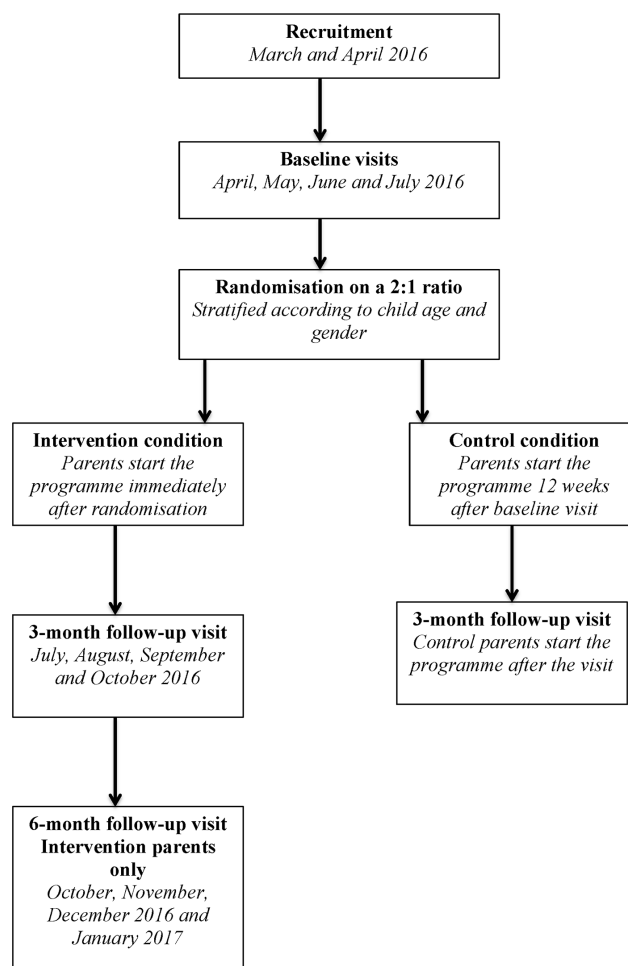 Recruitment
March and April 2016
Baseline visits
April, May, June and July 2016
Randomisation on a 2:1 ratio
Stratified according to child age and
gender
Intervention condition
Parents start the
programme immediately
after randomisation
Control condition
Parents start the
programme 12 weeks
after baseline visit
3-month follow-up visit
July, August, September
and October 2016
3-month follow-up visit
Control parents start the
programme after the visit
6-month follow-up visit
Intervention parents
only
October, November,
December 2016 and
January 2017